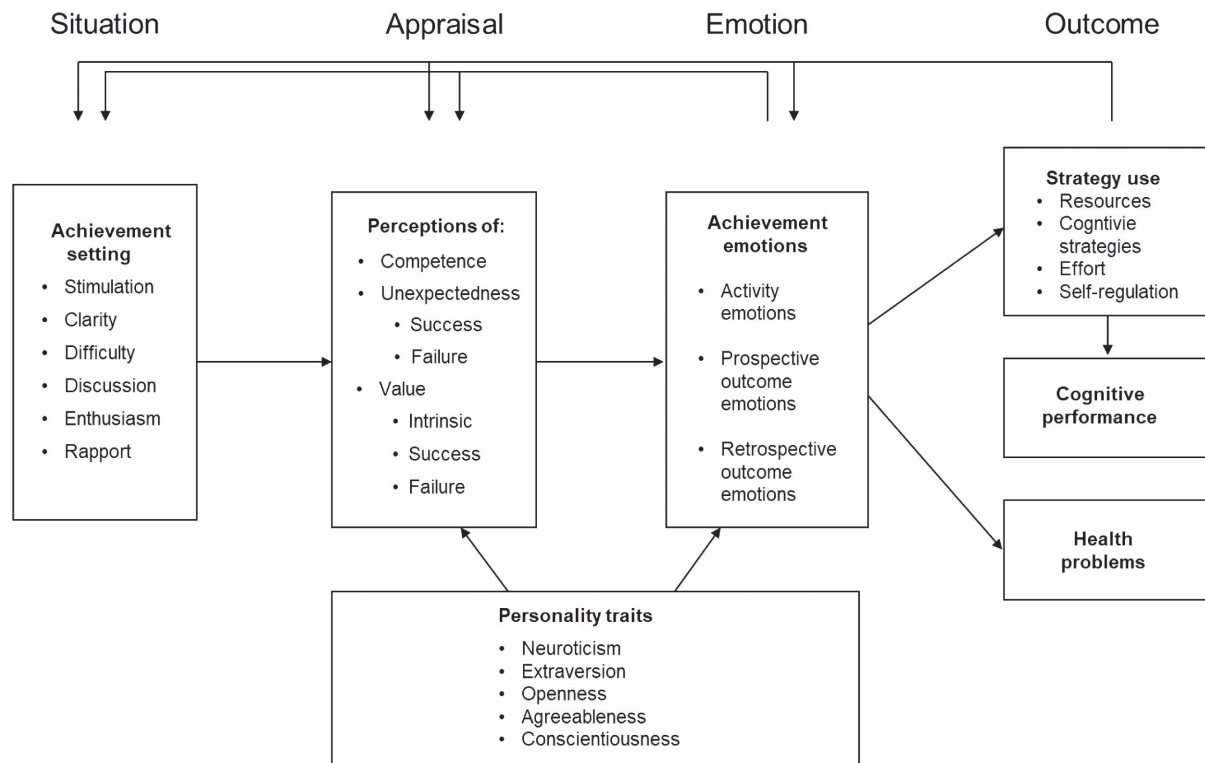 Situation
Appraisal
Emotion
Outcome
Achievement
setting
• Stimulation
• Clarity
• Difficulty
• Discussion
• Enthusiasm
• Rapport
Perceptions of:
• Competence
• Unexpectedness
• Success
• Failure
• Value
• Intrinsic
• Success
• Failure
Achievement
emotions
• Activity
emotions
• Prospective
outcome
emotions
• Retrospective
outcome
emotions
Strategy use
• Resources
• Cogntivie
strategies
• Effort
• Self-regulation
Cognitive
performance
Health
problems
Personality traits
• Neuroticism
• Extraversion
• Openness
• Agreeableness
• Conscientiousness